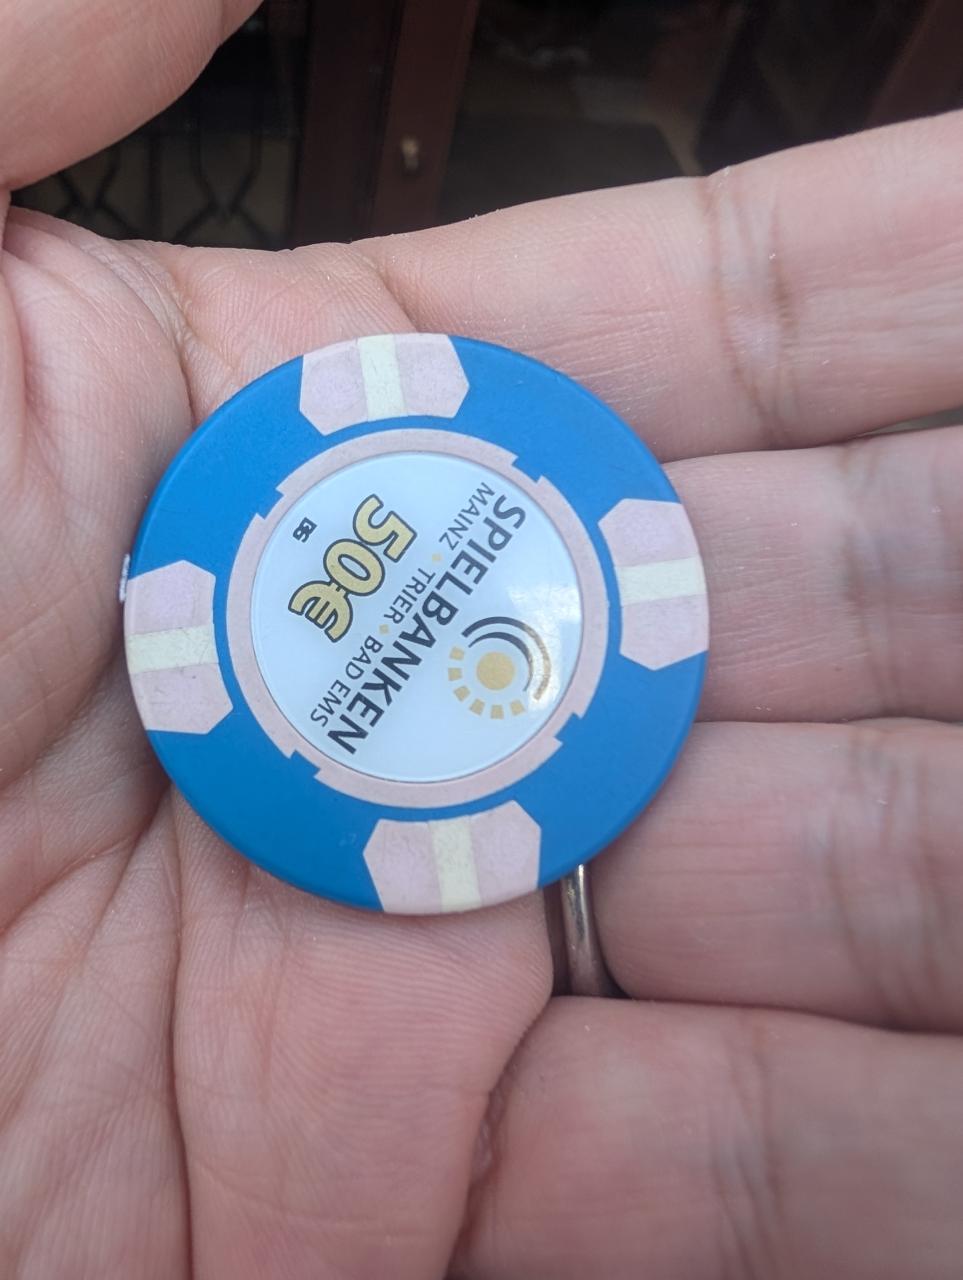 SPIELBANKEN
MAINZ ◆ TRIER ◆ BAD EMS
50€